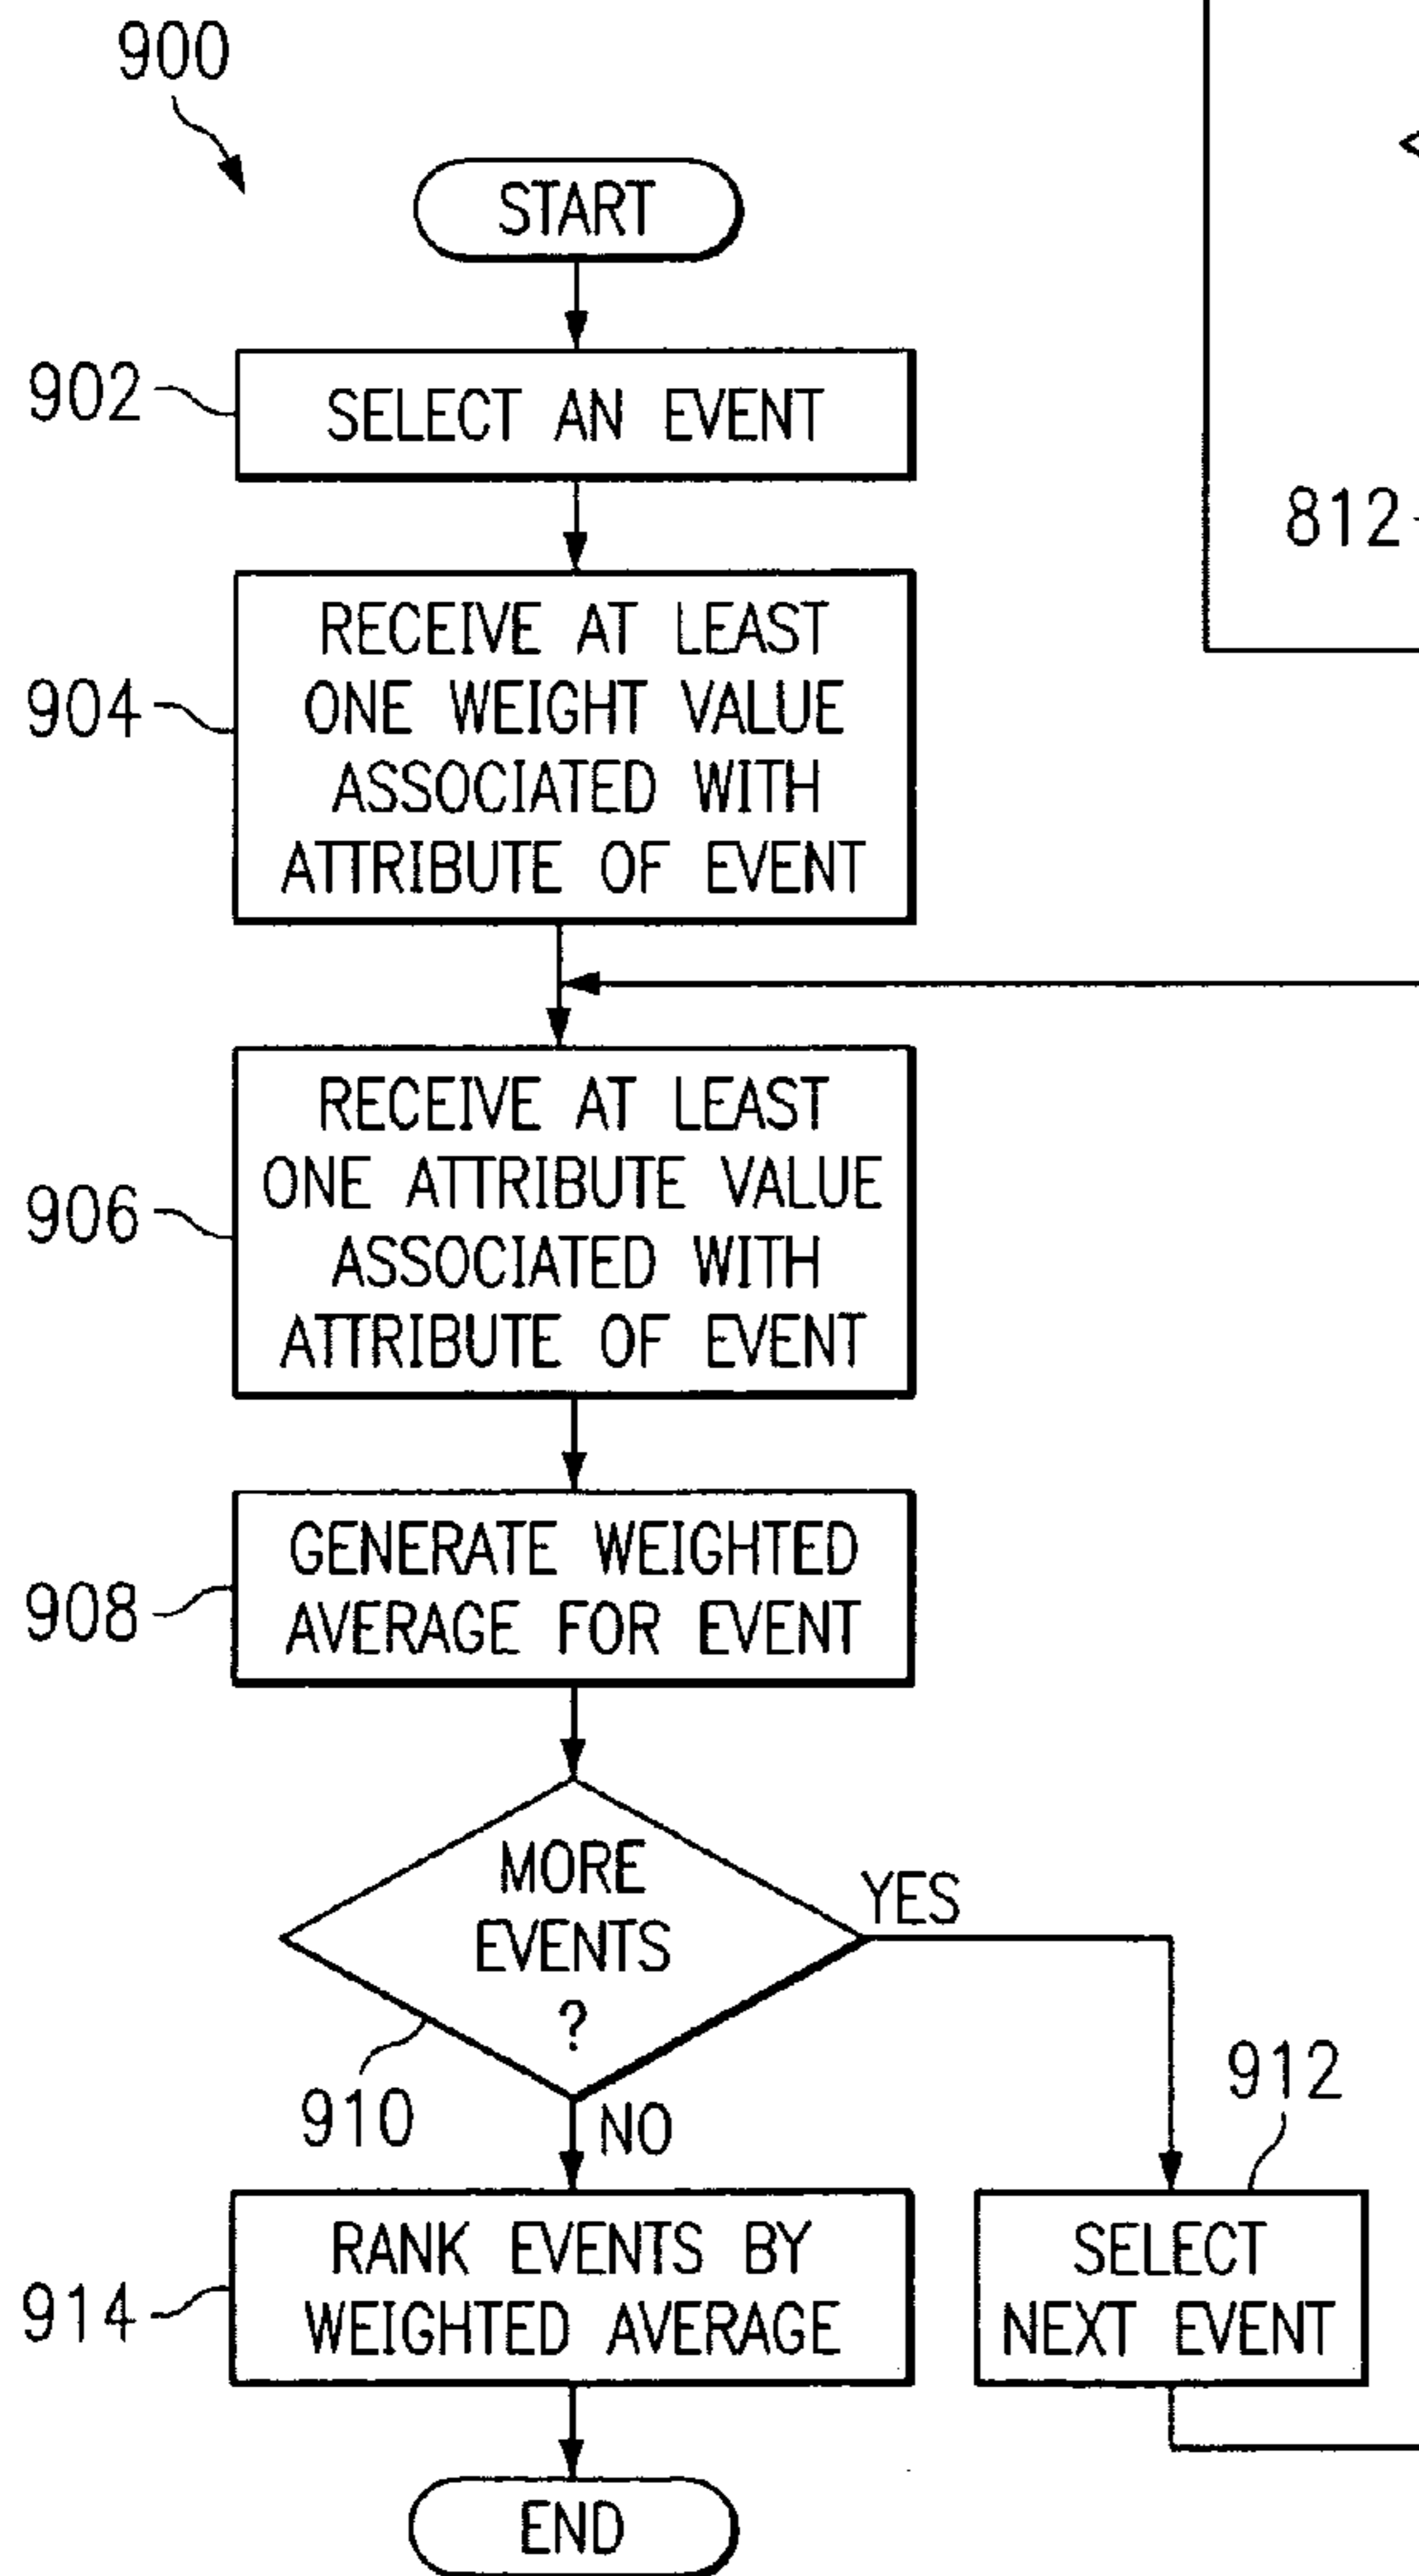 900
START
902
SELECT AN EVENT
812
904
RECEIVE AT LEAST
ONE WEIGHT VALUE
ASSOCIATED WITH
ATTRIBUTE OF EVENT
906
RECEIVE AT LEAST
ONE ATTRIBUTE VALUE
ASSOCIATED WITH
ATTRIBUTE OF EVENT
908
GENERATE WEIGHTED
AVERAGE FOR EVENT
MORE
EVENTS
?
YES
910
NO
912
914
RANK EVENTS BY
WEIGHTED AVERAGE
SELECT
NEXT EVENT
END